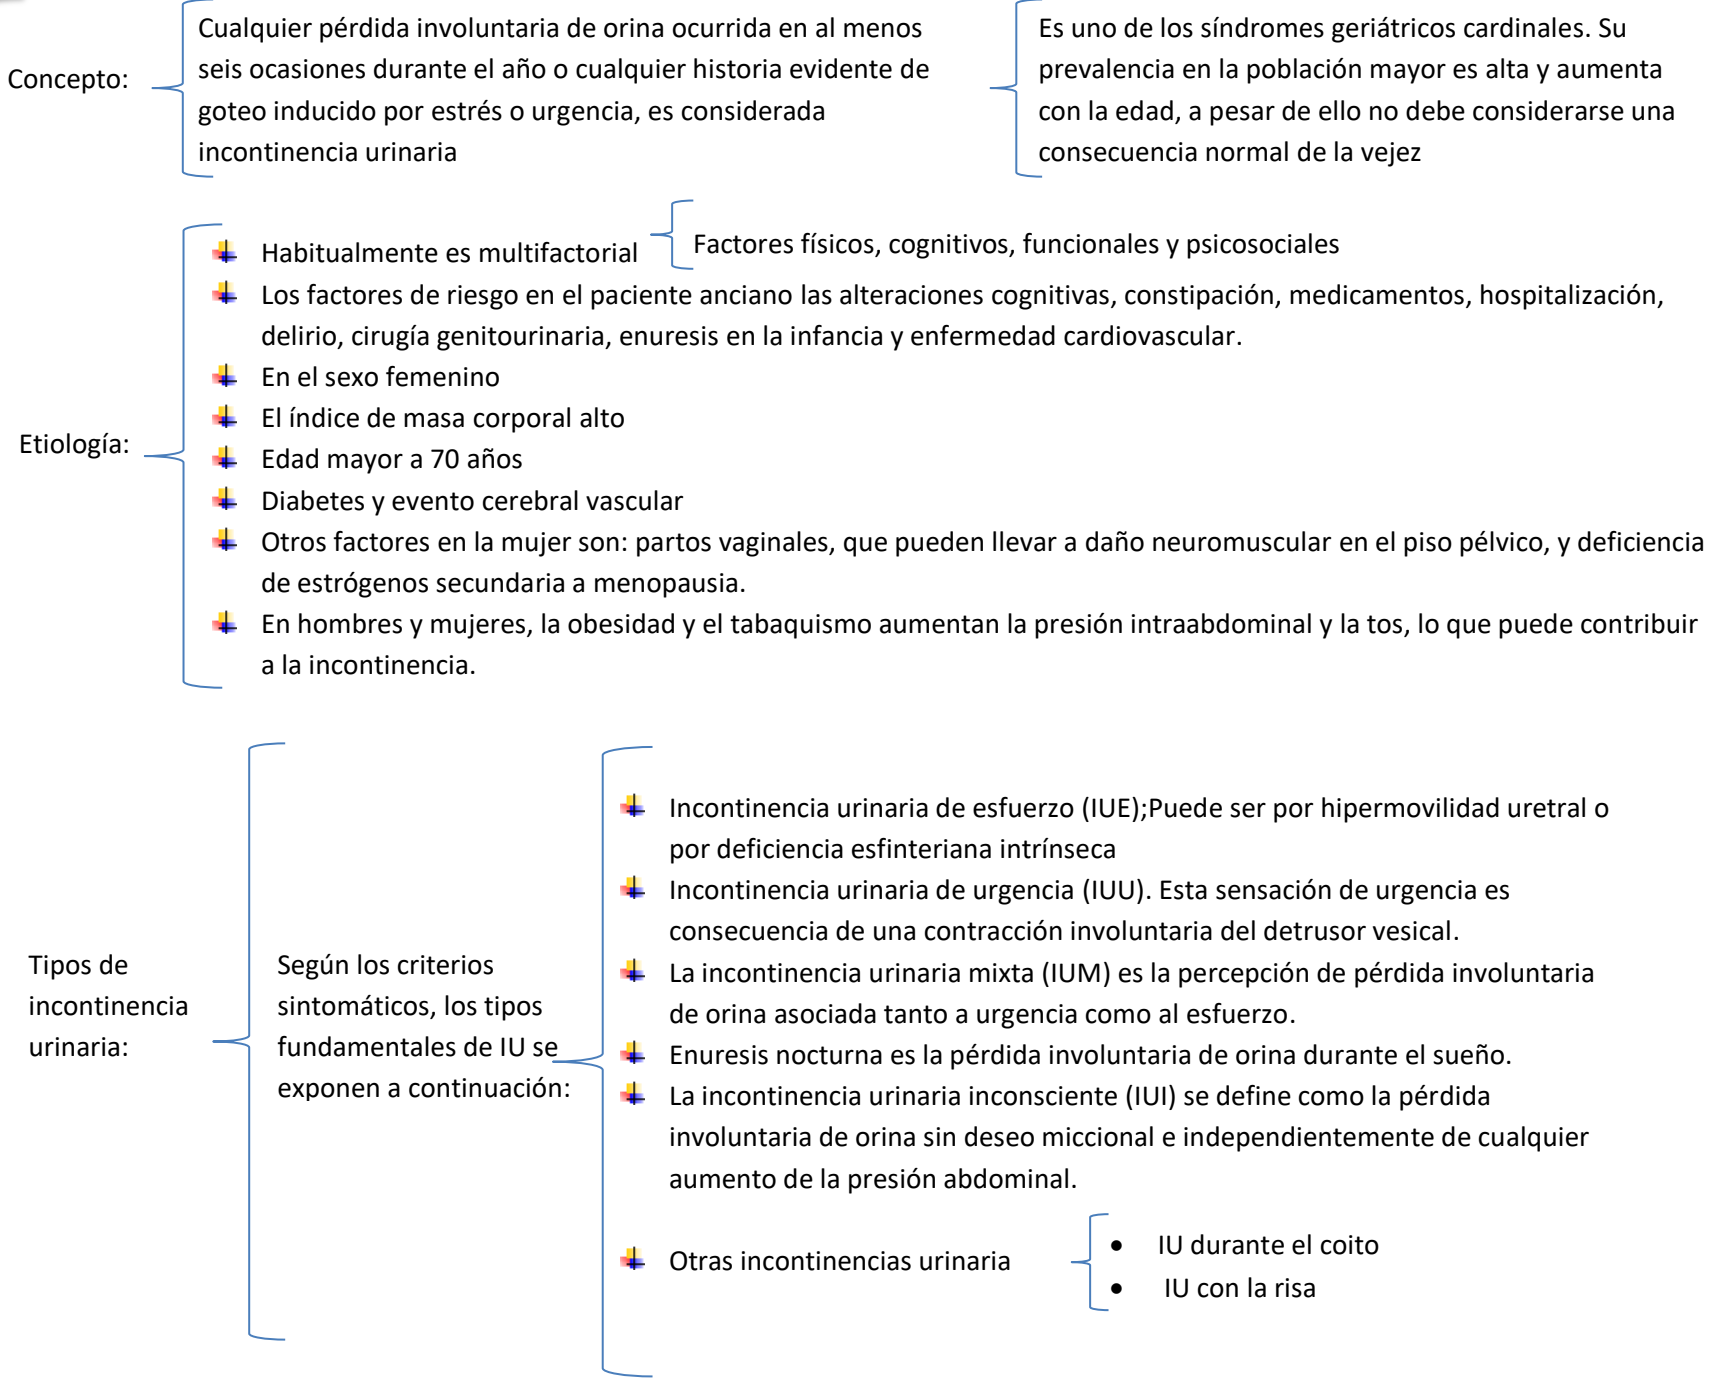 Concepto:
Cualquier pérdida involuntaria de orina ocurrida en al menos
seis ocasiones durante el año o cualquier historia evidente de
goteo inducido por estrés o urgencia, es considerada
incontinencia urinaria
Es uno de los síndromes geriátricos cardinales. Su
prevalencia en la población mayor es alta y aumenta
con la edad, a pesar de ello no debe considerarse una
consecuencia normal de la vejez
Etiología:
Habitualmente es multifactorial
Factores físicos, cognitivos, funcionales y psicosociales
Los factores de riesgo en el paciente anciano las alteraciones cognitivas, constipación, medicamentos, hospitalización,
delirio, cirugía genitourinaria, enuresis en la infancia y enfermedad cardiovascular.
En el sexo femenino
El índice de masa corporal alto
Edad mayor a 70 años
Diabetes y evento cerebral vascular
Otros factores en la mujer son: partos vaginales, que pueden llevar a daño neuromuscular en el piso pélvico, y deficiencia
de estrógenos secundaria a menopausia.
En hombres y mujeres, la obesidad y el tabaquismo aumentan la presión intraabdominal y la tos, lo que puede contribuir
a la incontinencia.
Tipos de
incontinencia
urinaria:
Según los criterios
sintomáticos, los tipos
fundamentales de IU se
exponen a continuación:
Incontinencia urinaria de esfuerzo (IUE);Puede ser por hipermovilidad uretral o
por deficiencia esfinteriana intrínseca
Incontinencia urinaria de urgencia (IUU). Esta sensación de urgencia es
consecuencia de una contracción involuntaria del detrusor vesical.
La incontinencia urinaria mixta (IUM) es la percepción de pérdida involuntaria
de orina asociada tanto a urgencia como al esfuerzo.
Enuresis nocturna es la pérdida involuntaria de orina durante el sueño.
La incontinencia urinaria inconsciente (IUI) se define como la pérdida
involuntaria de orina sin deseo miccional e independientemente de cualquier
aumento de la presión abdominal.
Otras incontinencias urinaria
• IU durante el coito
• IU con la risa